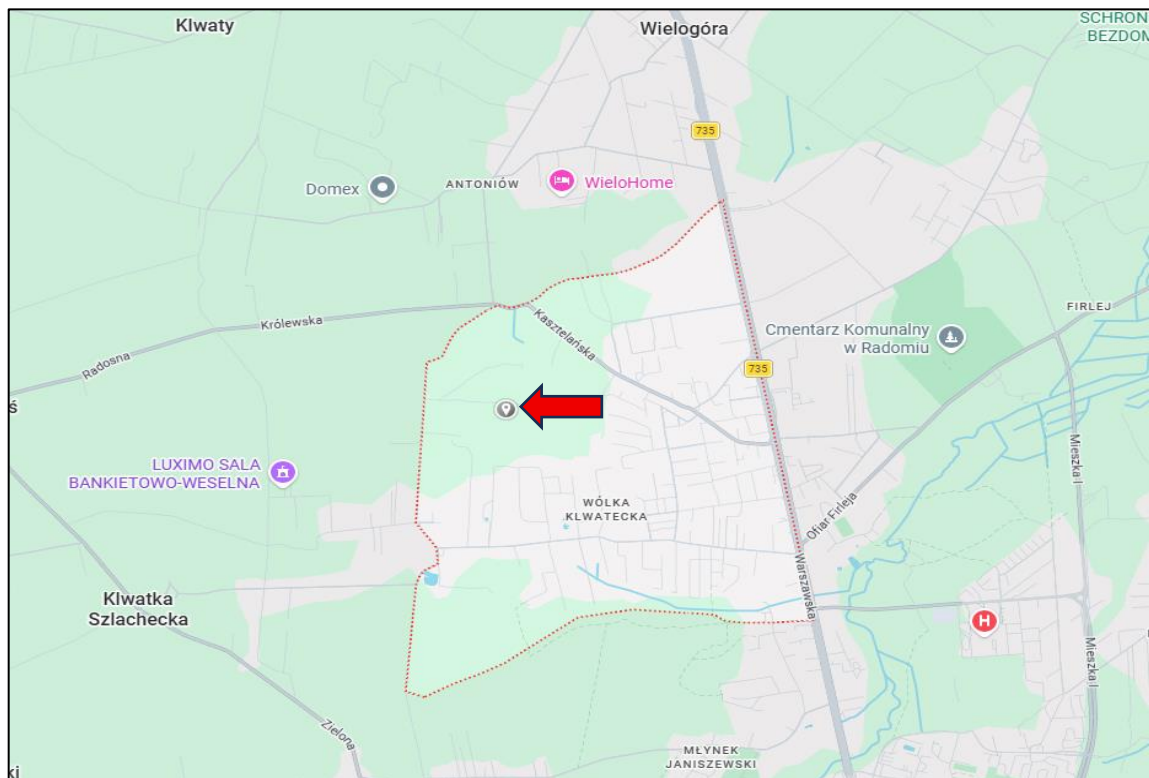 Klwaty
Wielogóra
SCHRON
BEZDOM
735
Domex
ANTONIÓW
WieloHome
Królewska
Radosna
Kasztelańska
FIRLEJ
Cmentarz Komunalny
w Radomiu
735
ś
Mieszka I
LUXIMO SALA
BANKIETOWO-WESELNA
WÓLKA
KLWATECKA
Ofiar Firleja
Warszawska
Klwatka
Szlachecka
H
Mieszka I
Zielona
MŁYNEK
JANISZEWSKI
ki